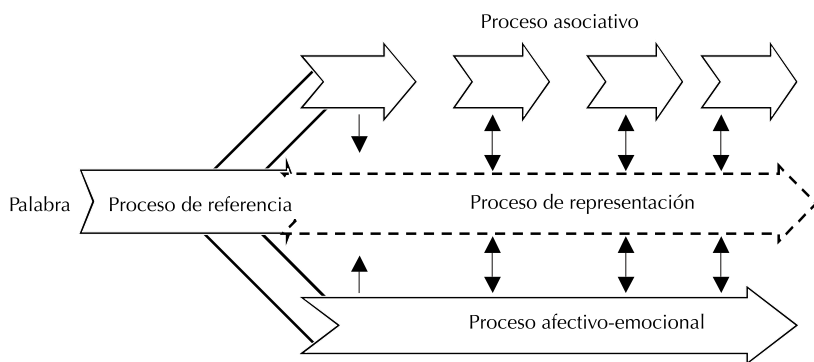 Proceso asociativo
Palabra
Proceso de referencia
Proceso de representación
Proceso afectivo-emocional